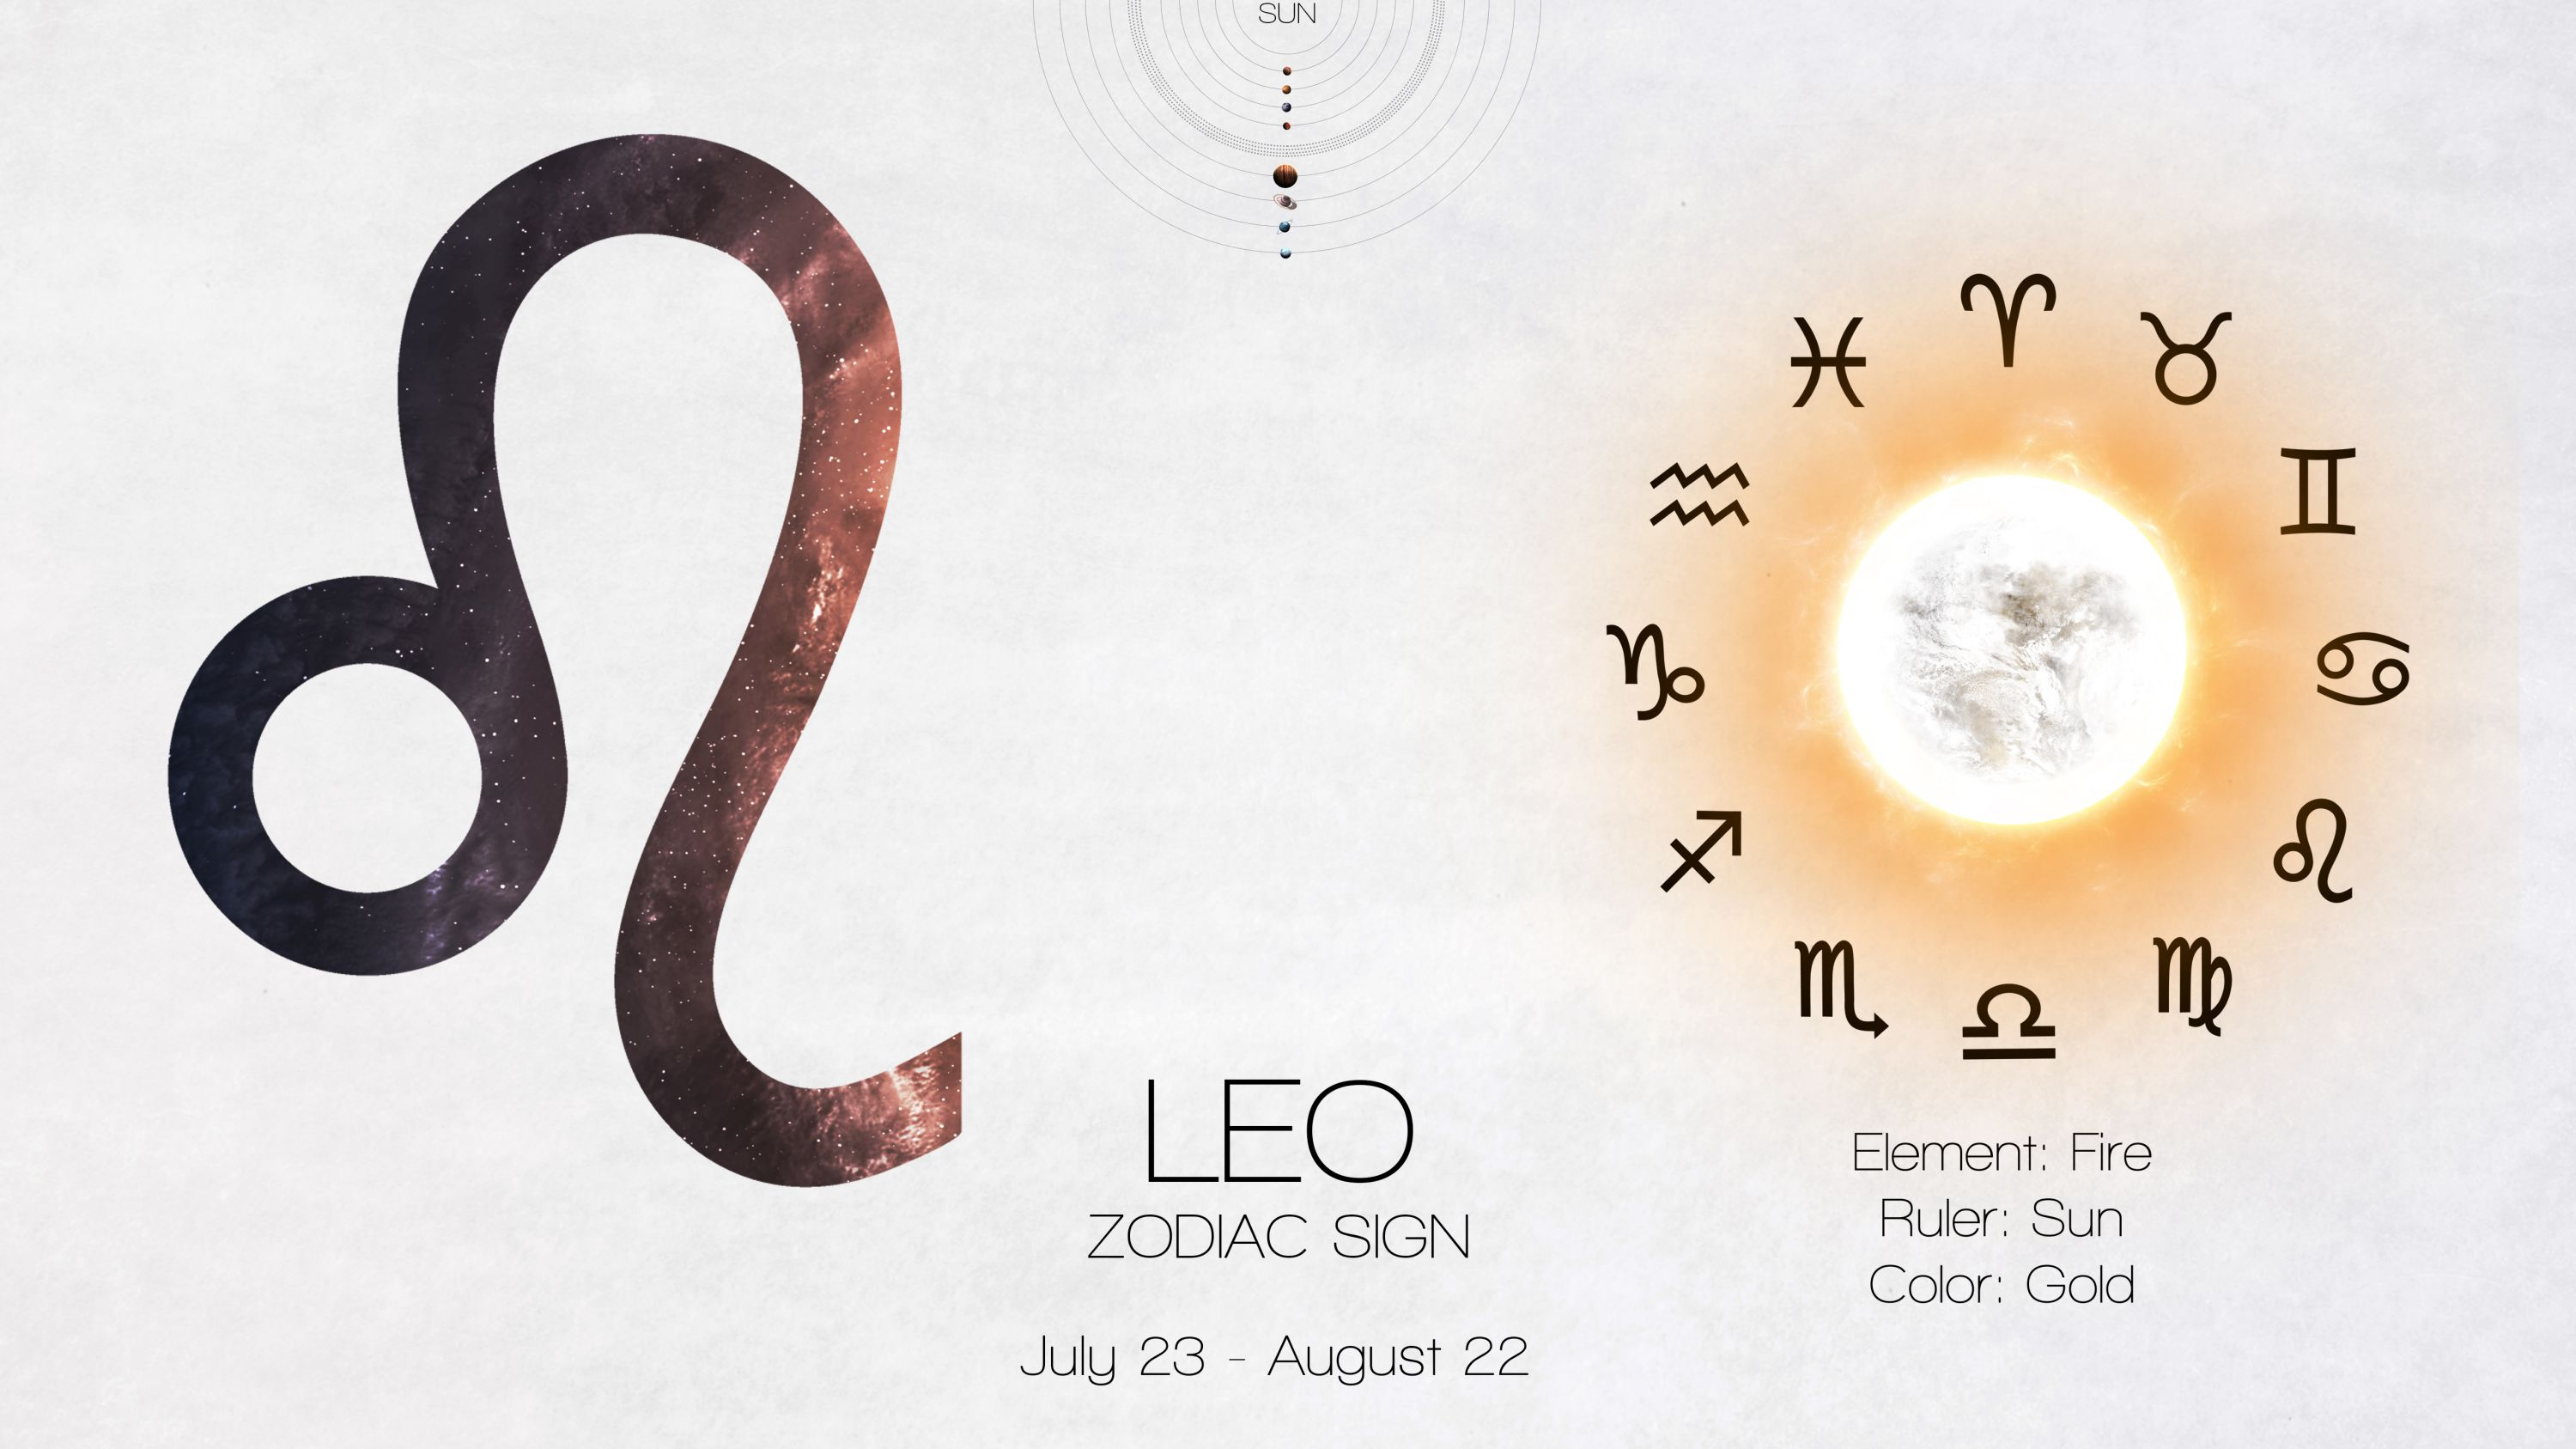 SUN
LEO
ZODIAC SIGN
July 23 - August 22
Element: Fire
Ruler: Sun
Color: Gold